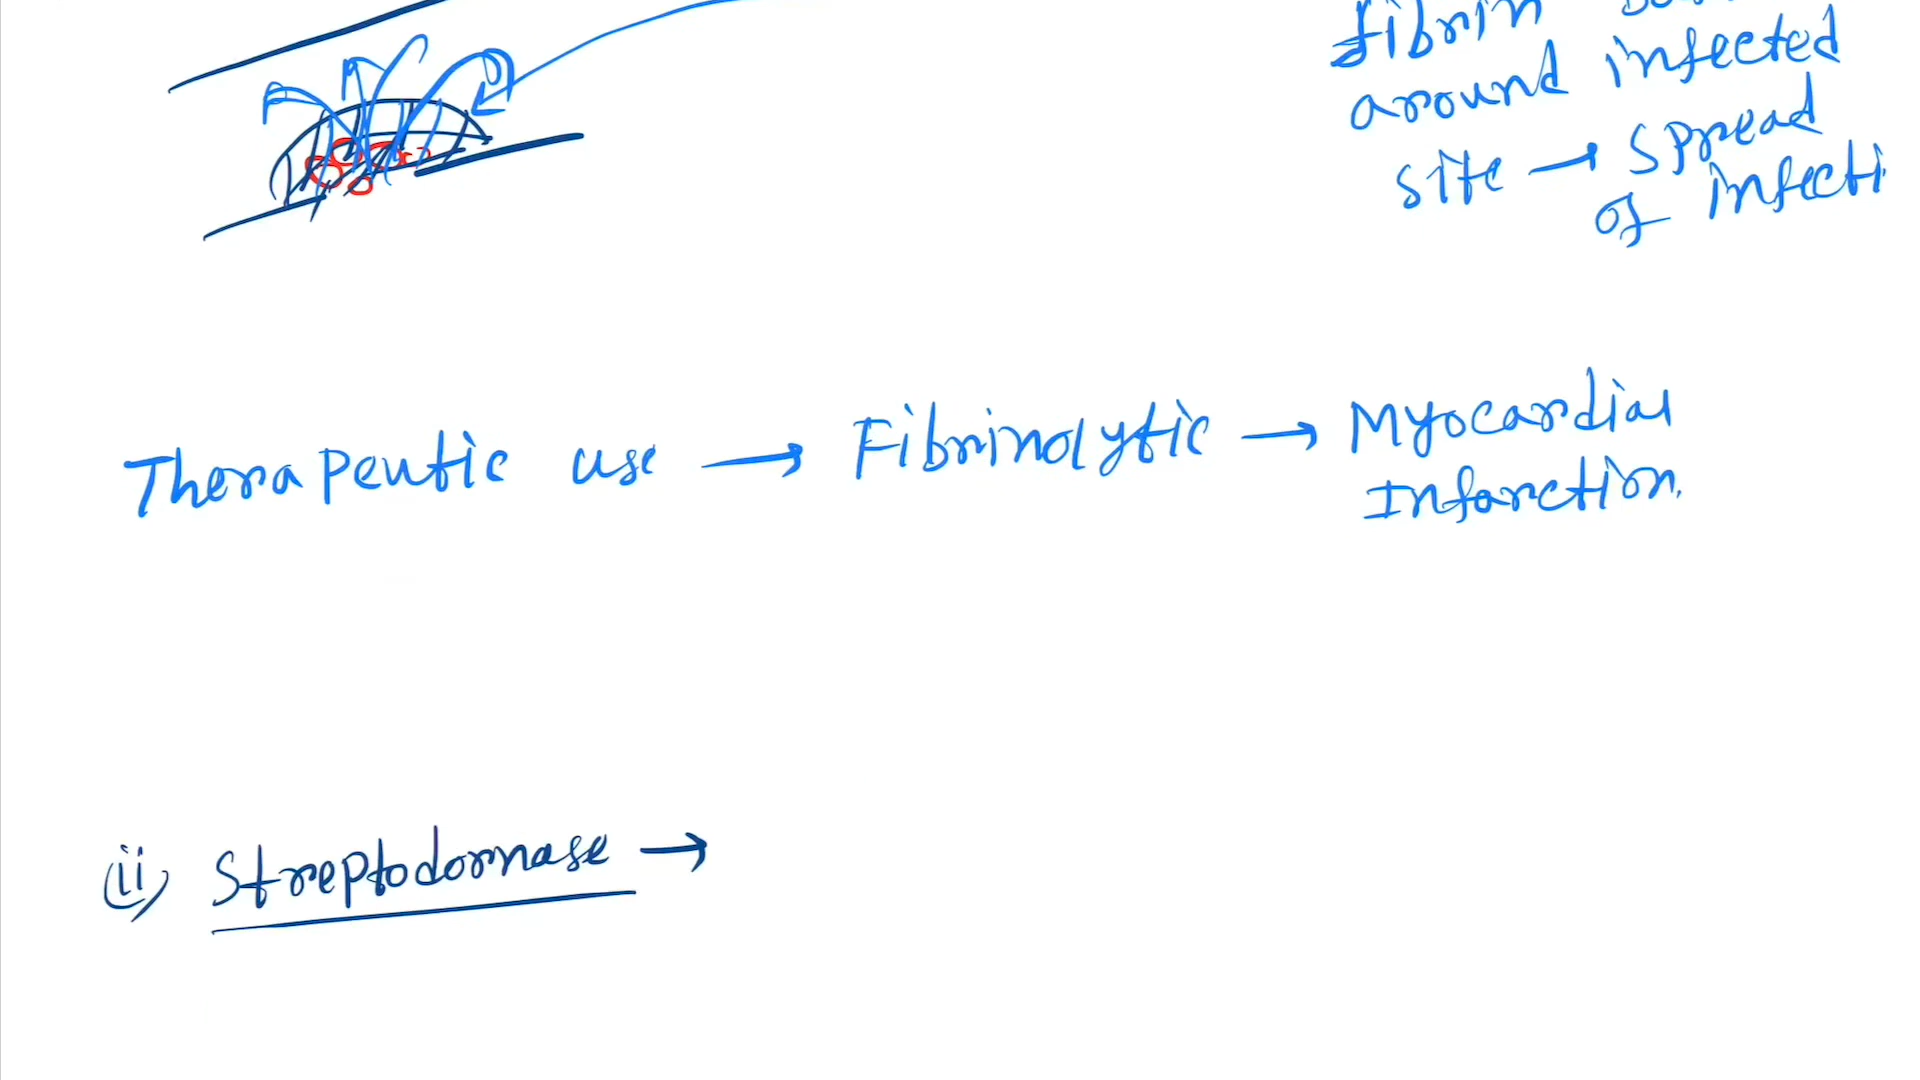 fibrin
around infected
site → spread
of infecti
Therapeutic use → Fibrinolytic → Myocardial
Infarction.
(ii) Streptodornase →